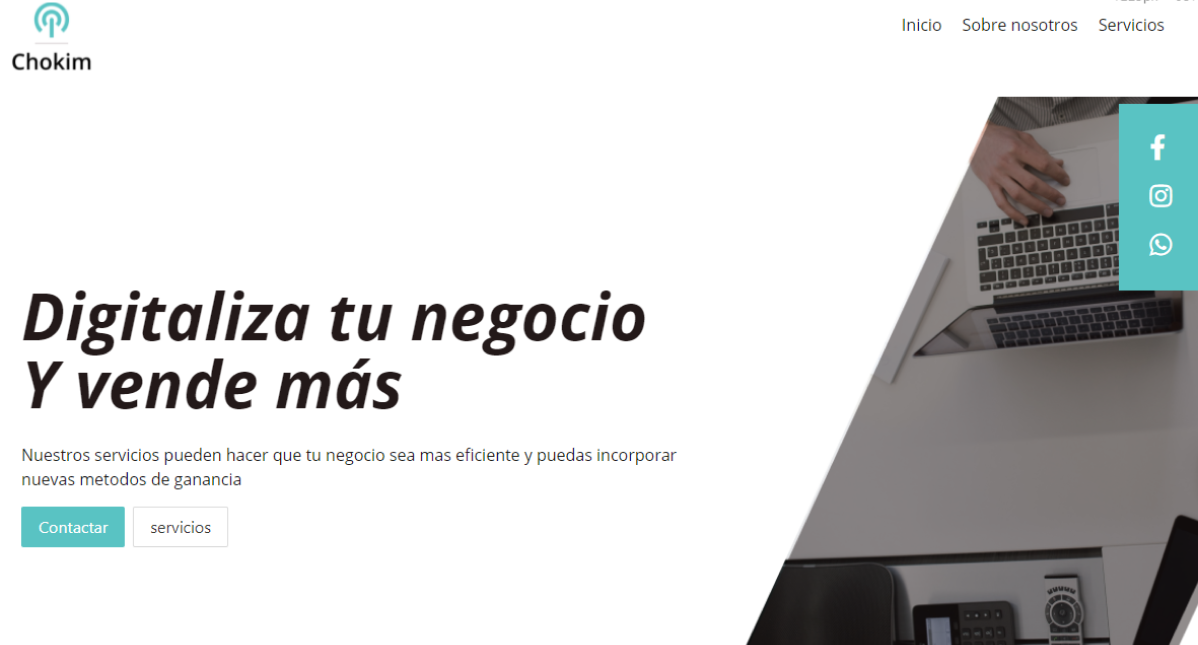 Chokim
Inicio Sobre nosotros Servicios
Digitaliza tu negocio
Y vende más
Nuestros servicios pueden hacer que tu negocio sea mas eficiente y puedas incorporar
nuevas metodos de ganancia
Contactar servicios